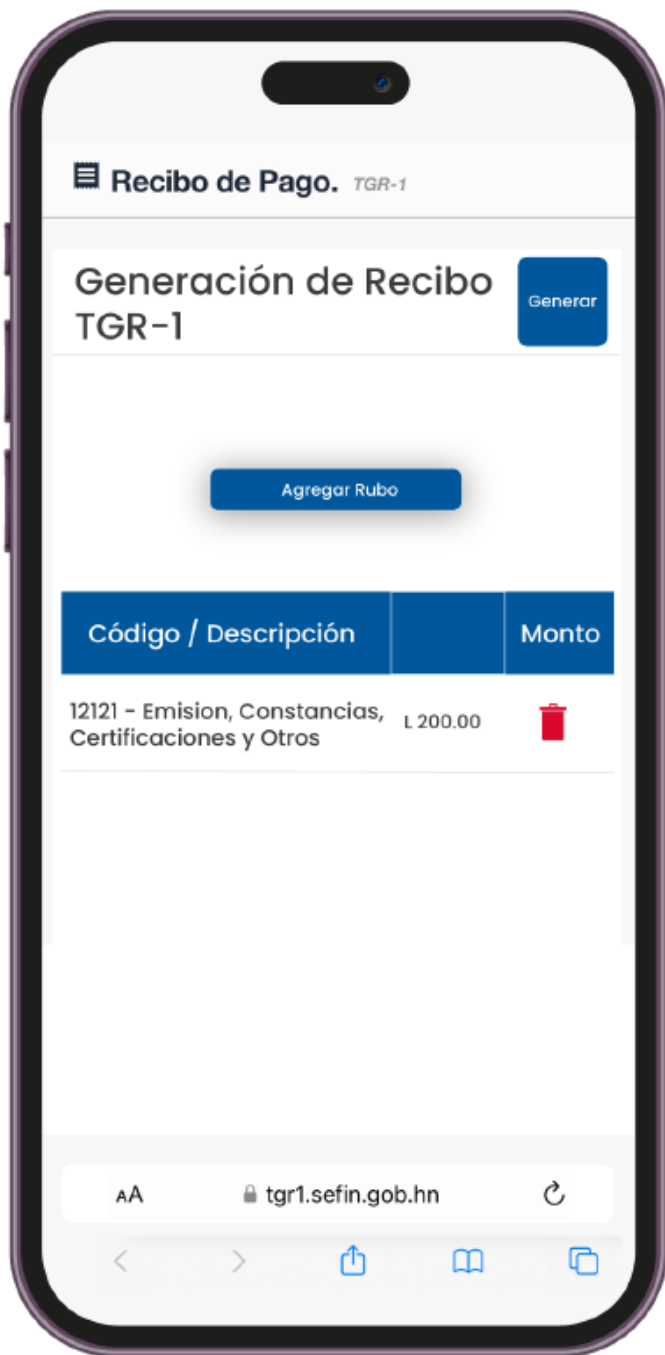 Recibo de Pago. TGR-1
Generación de Recibo
TGR-1
Generar
Agregar Rubo
Código / Descripción Monto
12121 - Emision, Constancias,
Certificaciones y Otros
L 200.00
AA tgr1.sefin.gob.hn